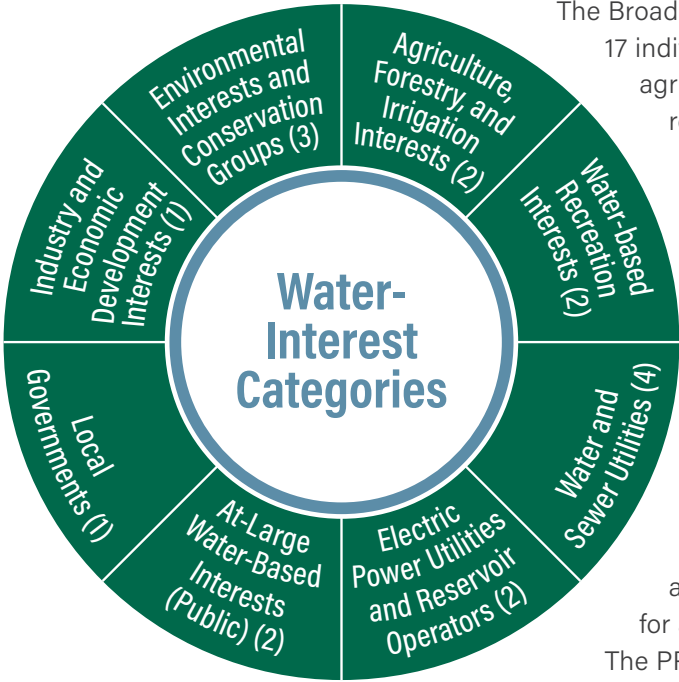 The Broad
17 indi
agr
Environmental
Interests and
Conservation
Groups (3)
Agriculture,
Forestry, and
Irrigation
Interests (2)
Water-based
Recreation
Interests (2)
Water and
Sewer Utilities (4)
Electric
Power Utilities
and Reservoir
Operators (2)
At-Large
Water-Based
Interests
(Public) (2)
Local
Governments (1)
Industry and
Economic
Development
Interests (1)
Water-
Interest
Categories
a
for
The